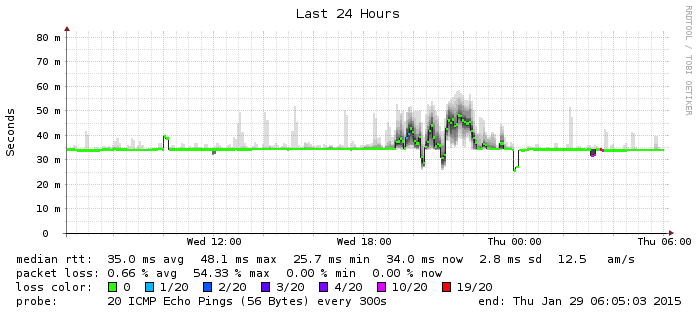 Last 24 Hours
RRDTOOL / TOBI OETIKER
Seconds
80 m
70 m
60 m
50 m
40 m
30 m
20 m
10 m
0
Wed 12:00 Wed 18:00 Thu 00:00 Thu 06:00
median rtt: 35.0 ms avg 48.1 ms max 25.7 ms min 34.0 ms now 2.8 ms sd 12.5 am/s
packet loss: 0.66 % avg 54.33 % max 0.00 % min 0.00 % now
loss color: 0 1/20 2/20 3/20 4/20 10/20 19/20
probe: 20 ICMP Echo Pings (56 Bytes) every 300s end: Thu Jan 29 06:05:03 2015